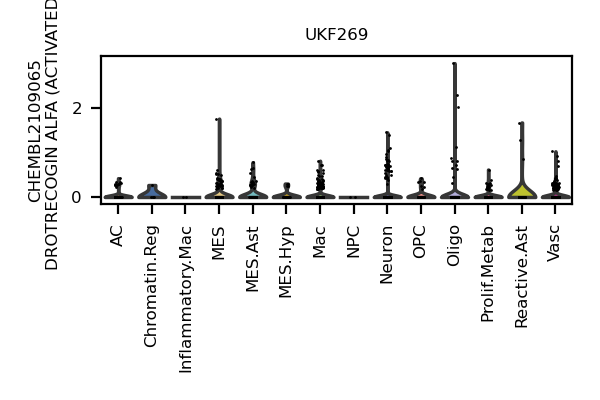 UKF269
CHEMBL2109065
DROTRECOGIN ALFA (ACTIVATED
2
0
AC
Chromatin.Reg
Inflammatory.Mac
MES
MES.Ast
MES.Hyp
Mac
NPC
Neuron
OPC
Oligo
Prolif.Metab
Reactive.Ast
Vasc